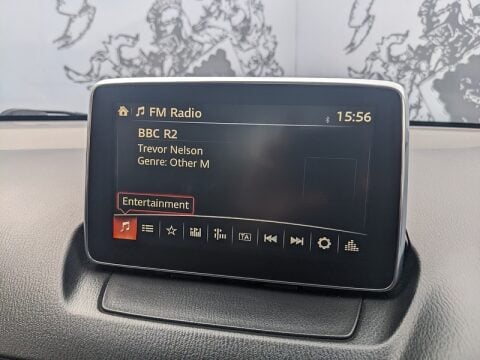 FM Radio
15:56
BBC R2
Trevor Nelson
Genre: Other M
Entertainment
TA